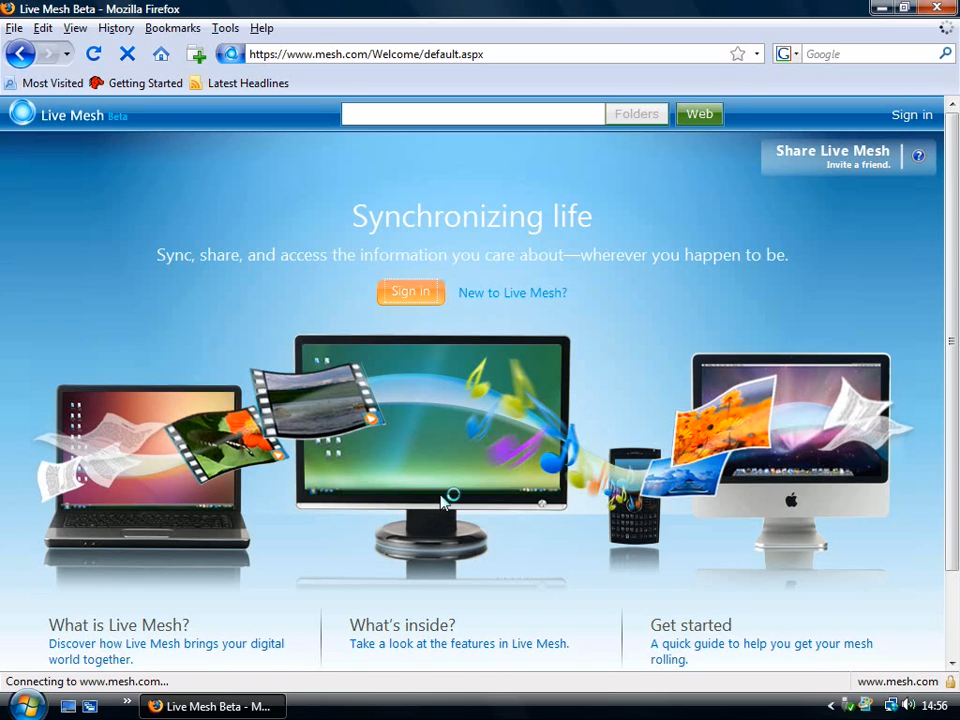 Live Mesh Beta - Mozilla Firefox
File Edit View History Bookmarks Tools Help
https://www.mesh.com/Welcome/default.aspx
G Google
Most Visited Getting Started Latest Headlines
Live Mesh Beta Folders Web Sign in
Share Live Mesh ?
Invite a friend.
Synchronizing life
Sync, share, and access the information you care about—wherever you happen to be.
Sign in New to Live Mesh?
What is Live Mesh?
Discover how Live Mesh brings your digital
world together.
What's inside?
Take a look at the features in Live Mesh.
Get started
A quick guide to help you get your mesh
rolling.
Connecting to www.mesh.com... www.mesh.com
» Live Mesh Beta - M... 14:56